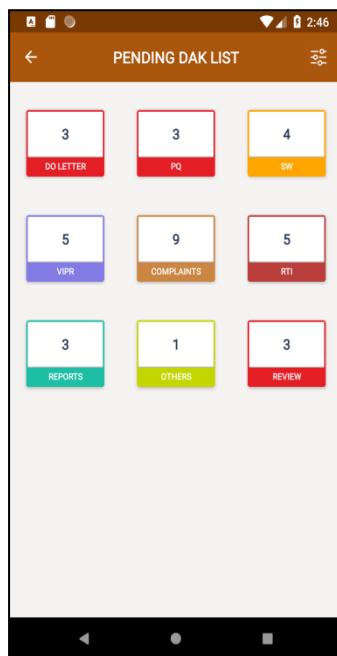 2:46
PENDING DAK LIST
3 3 4
DO LETTER PQ SW
5 9 5
VIPR COMPLAINTS RTI
3 1 3
REPORTS OTHERS REVIEW